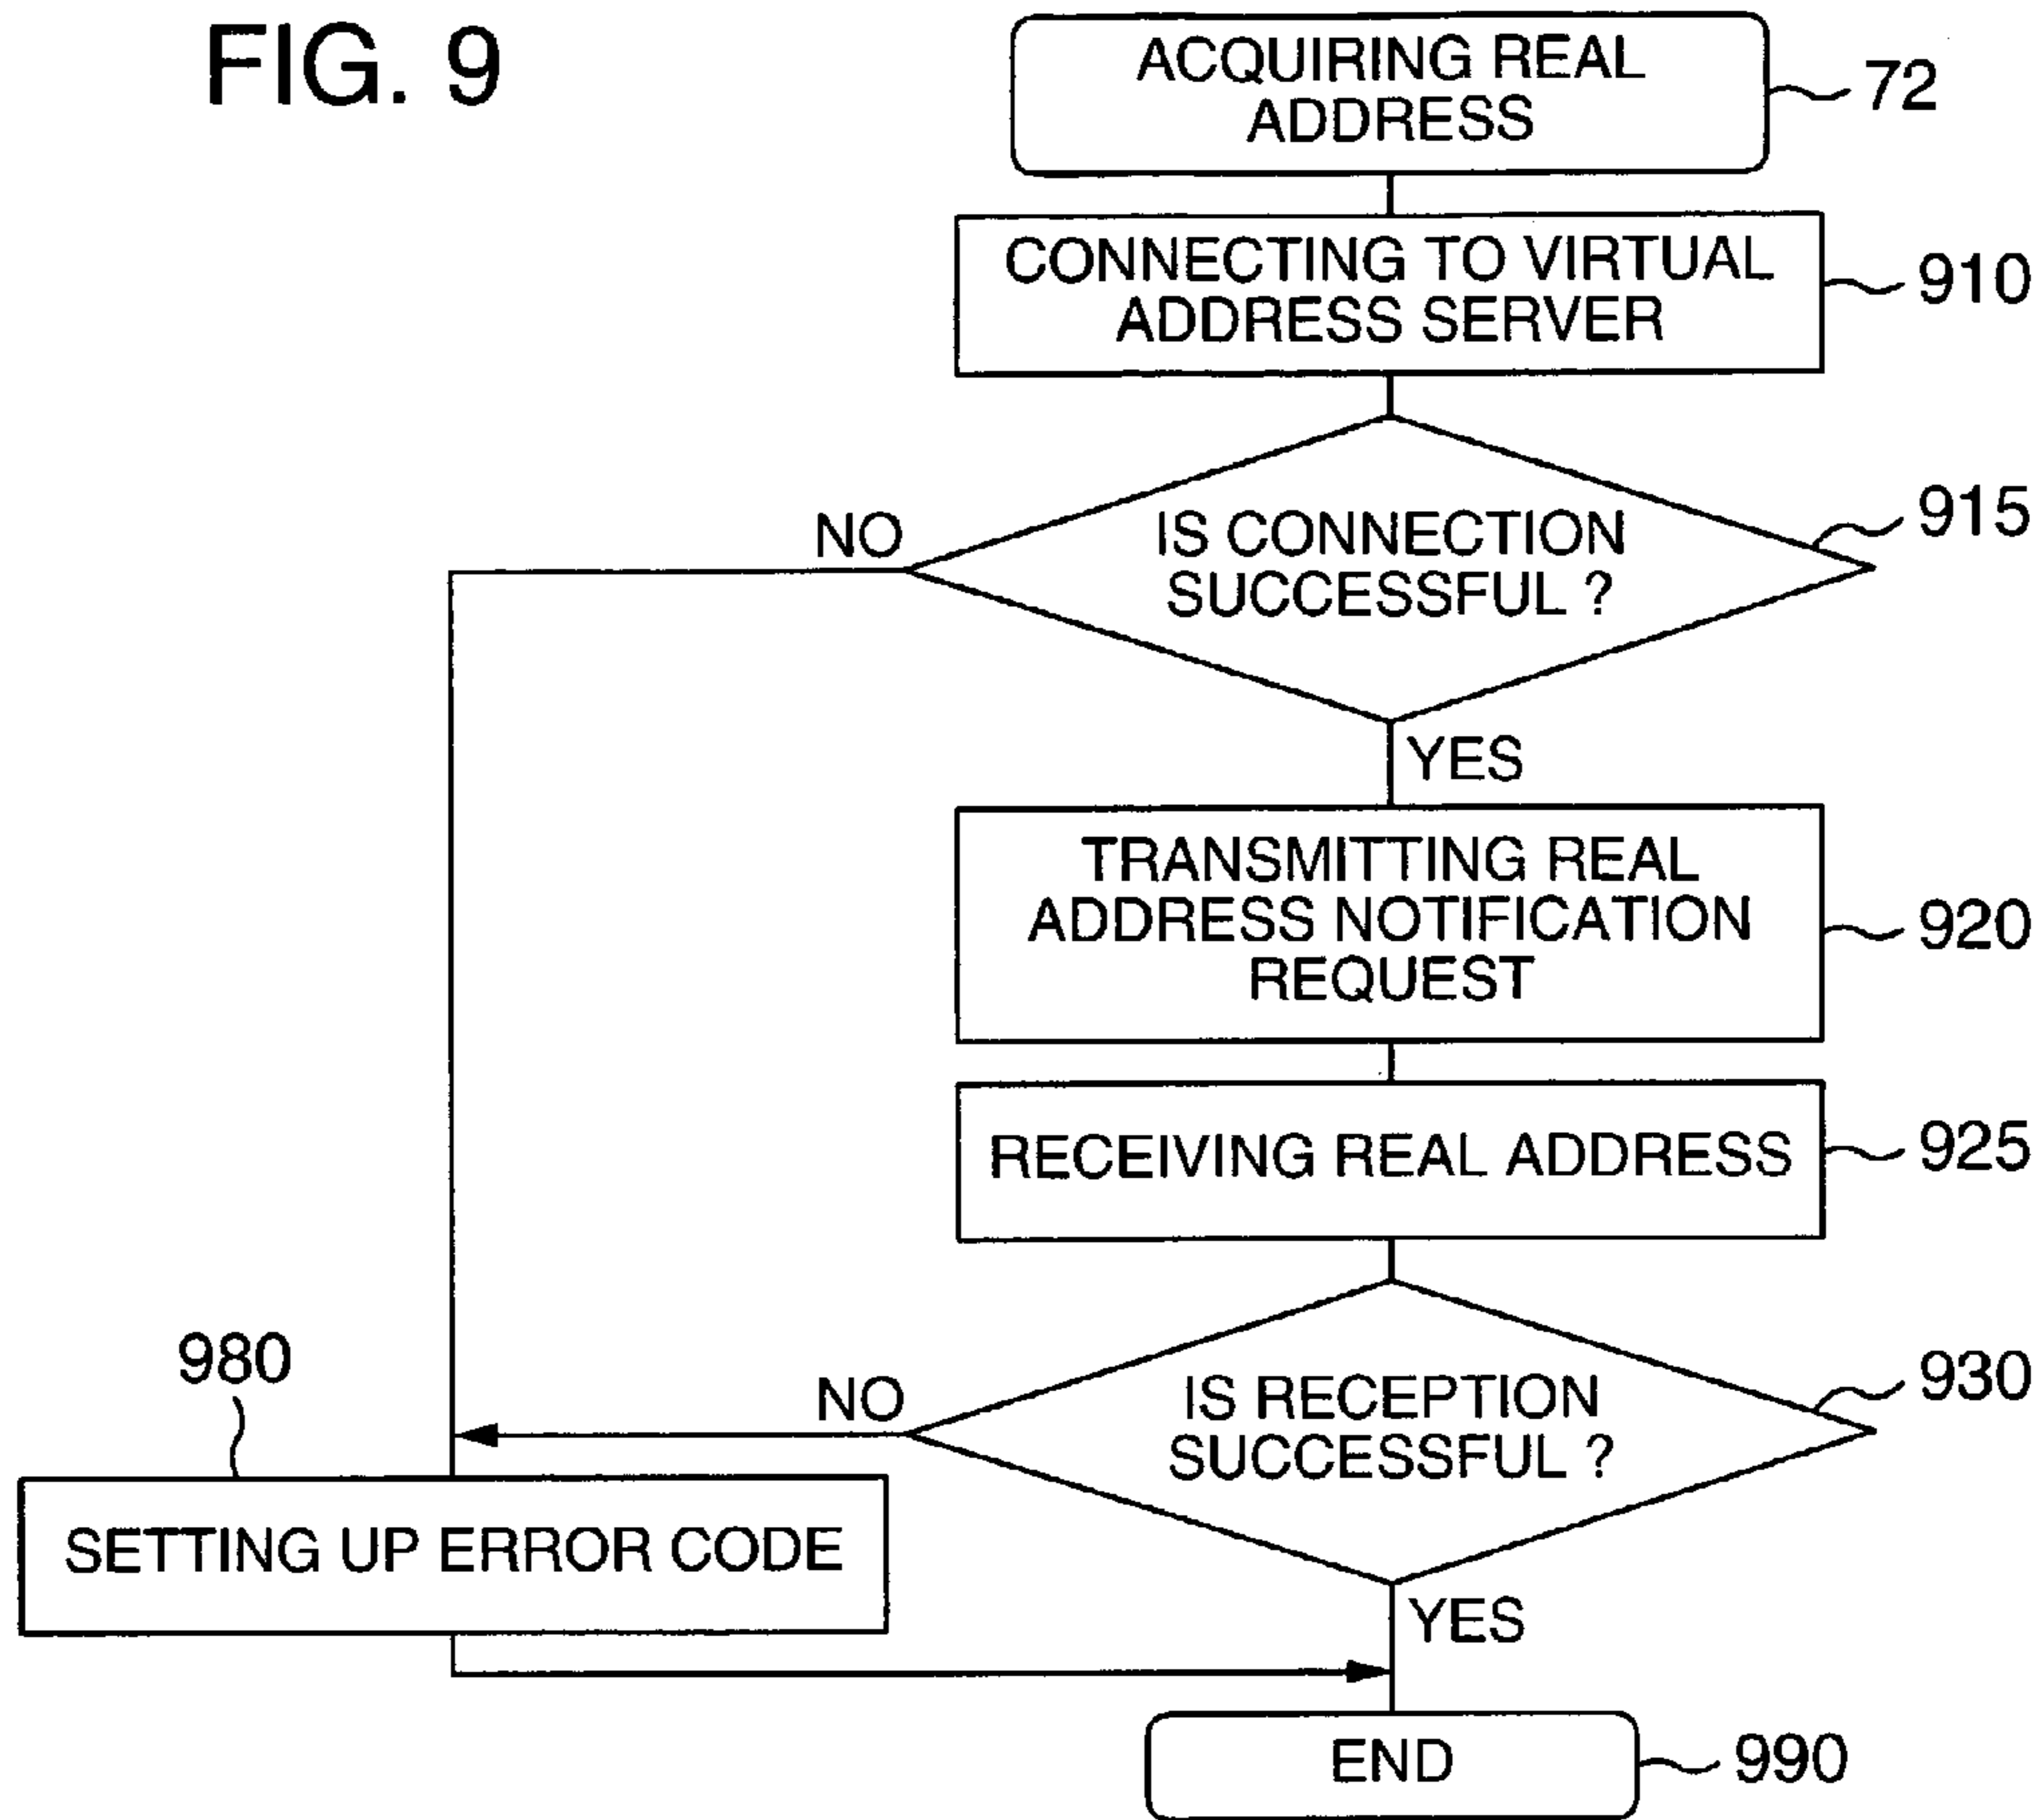 FIG. 9
ACQUIRING REAL
ADDRESS
72
CONNECTING TO VIRTUAL
ADDRESS SERVER
910
IS CONNECTION
SUCCESSFUL ?
915
NO
YES
TRANSMITTING REAL
ADDRESS NOTIFICATION
REQUEST
920
RECEIVING REAL ADDRESS
925
IS RECEPTION
SUCCESSFUL ?
930
NO
980
SETTING UP ERROR CODE
YES
END
990